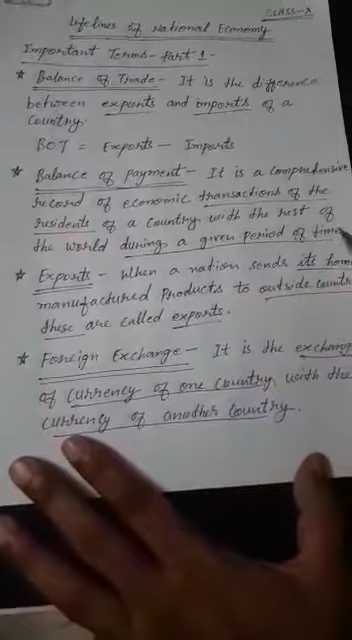 CLASS-X
Lifelines of National Economy
Important Terms - Part 1 -
* Balance of Trade - It is the difference
between exports and imports of a
country.
BOT = Exports - Imports
* Balance of payment - It is a comprehensive
record of economic transactions of the
residents of a country with the rest of
the world during a given period of time
* Exports - When a nation sends its home
manufactured products to outside countr
these are called exports.
* Foreign Exchange - It is the exchang
of currency of one country with the
currency of another country.